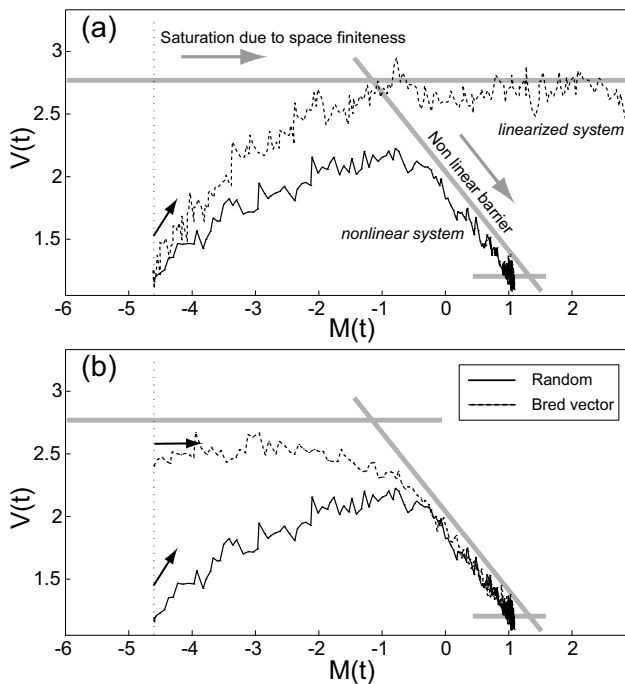 (a)
Saturation due to space finiteness
3
2.5
2
1.5
V(t)
linearized system
Non linear barrier
nonlinear system
-6 -5 -4 -3 -2 -1 0 1 2
M(t)
(b)
Random
Bred vector
3
2.5
2
1.5
V(t)
-6 -5 -4 -3 -2 -1 0 1 2
M(t)